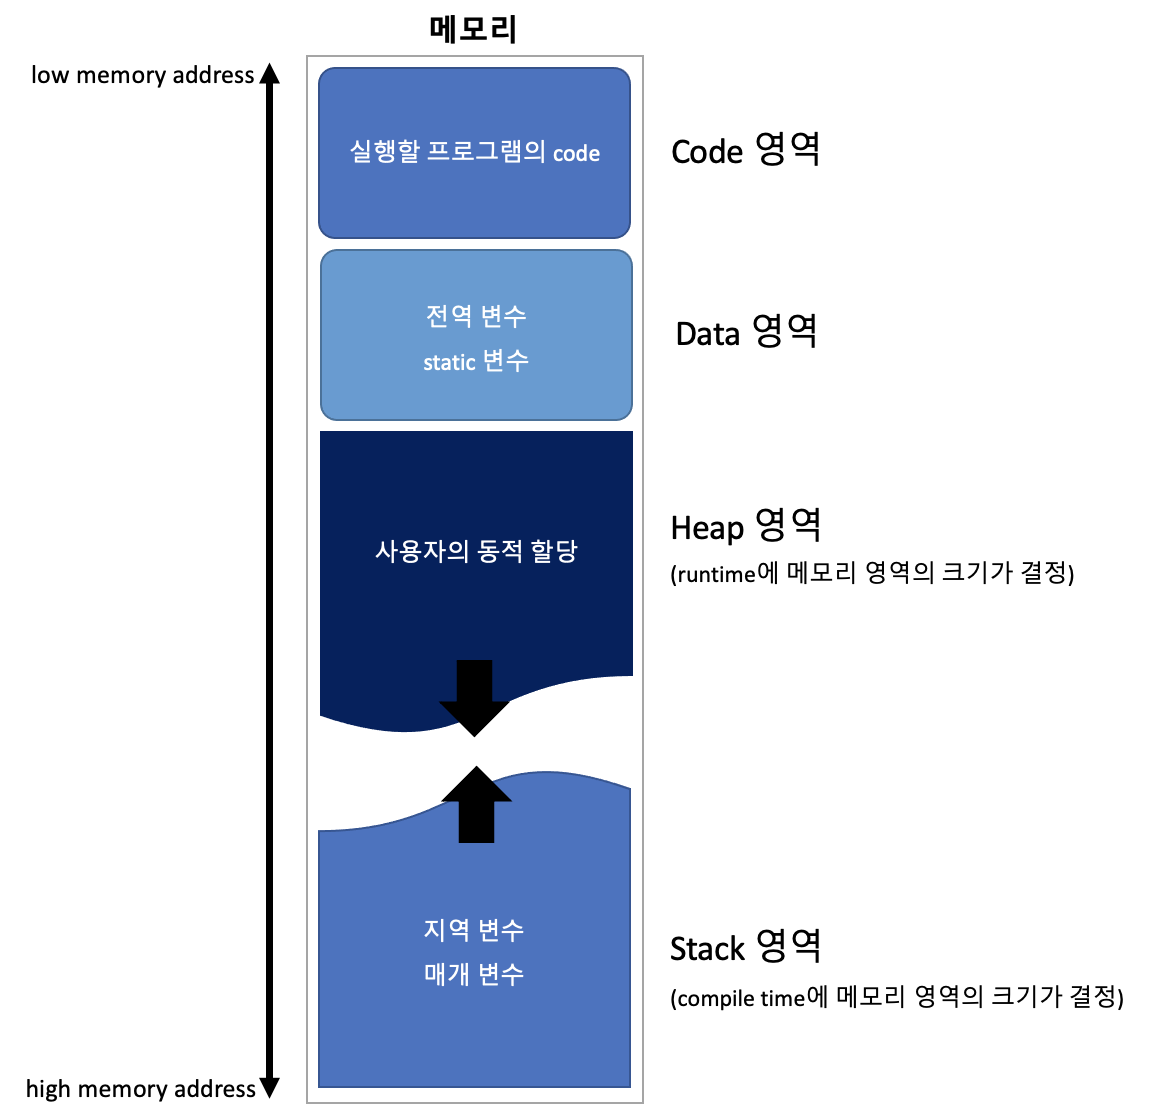 메모리
low memory address
실행할 프로그램의 code
Code 영역
전역 변수
static 변수
Data 영역
사용자의 동적 할당
Heap 영역
(runtime에 메모리 영역의 크기가 결정)
지역 변수
매개 변수
Stack 영역
(compile time에 메모리 영역의 크기가 결정)
high memory address